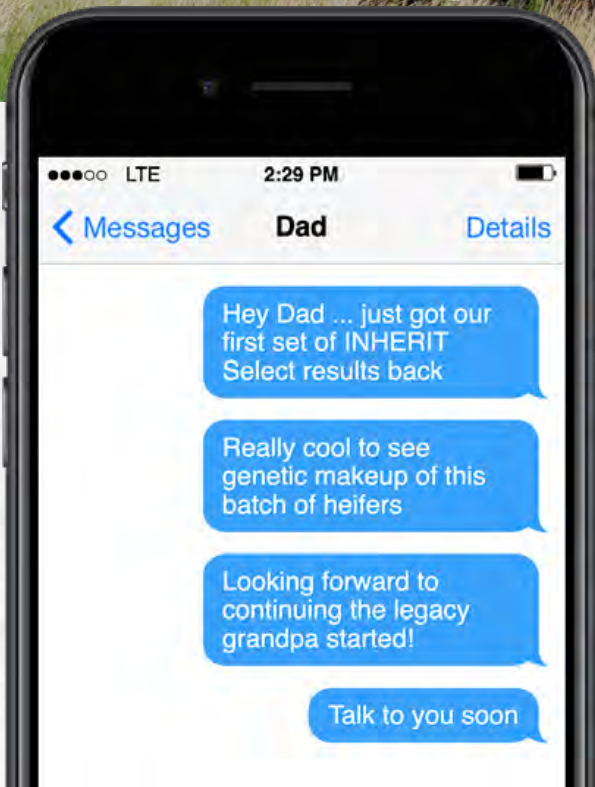 ●●●○○ LTE 2:29 PM
Messages Dad Details
Hey Dad ... just got our
first set of INHERIT
Select results back
Really cool to see
genetic makeup of this
batch of heifers
Looking forward to
continuing the legacy
grandpa started!
Talk to you soon